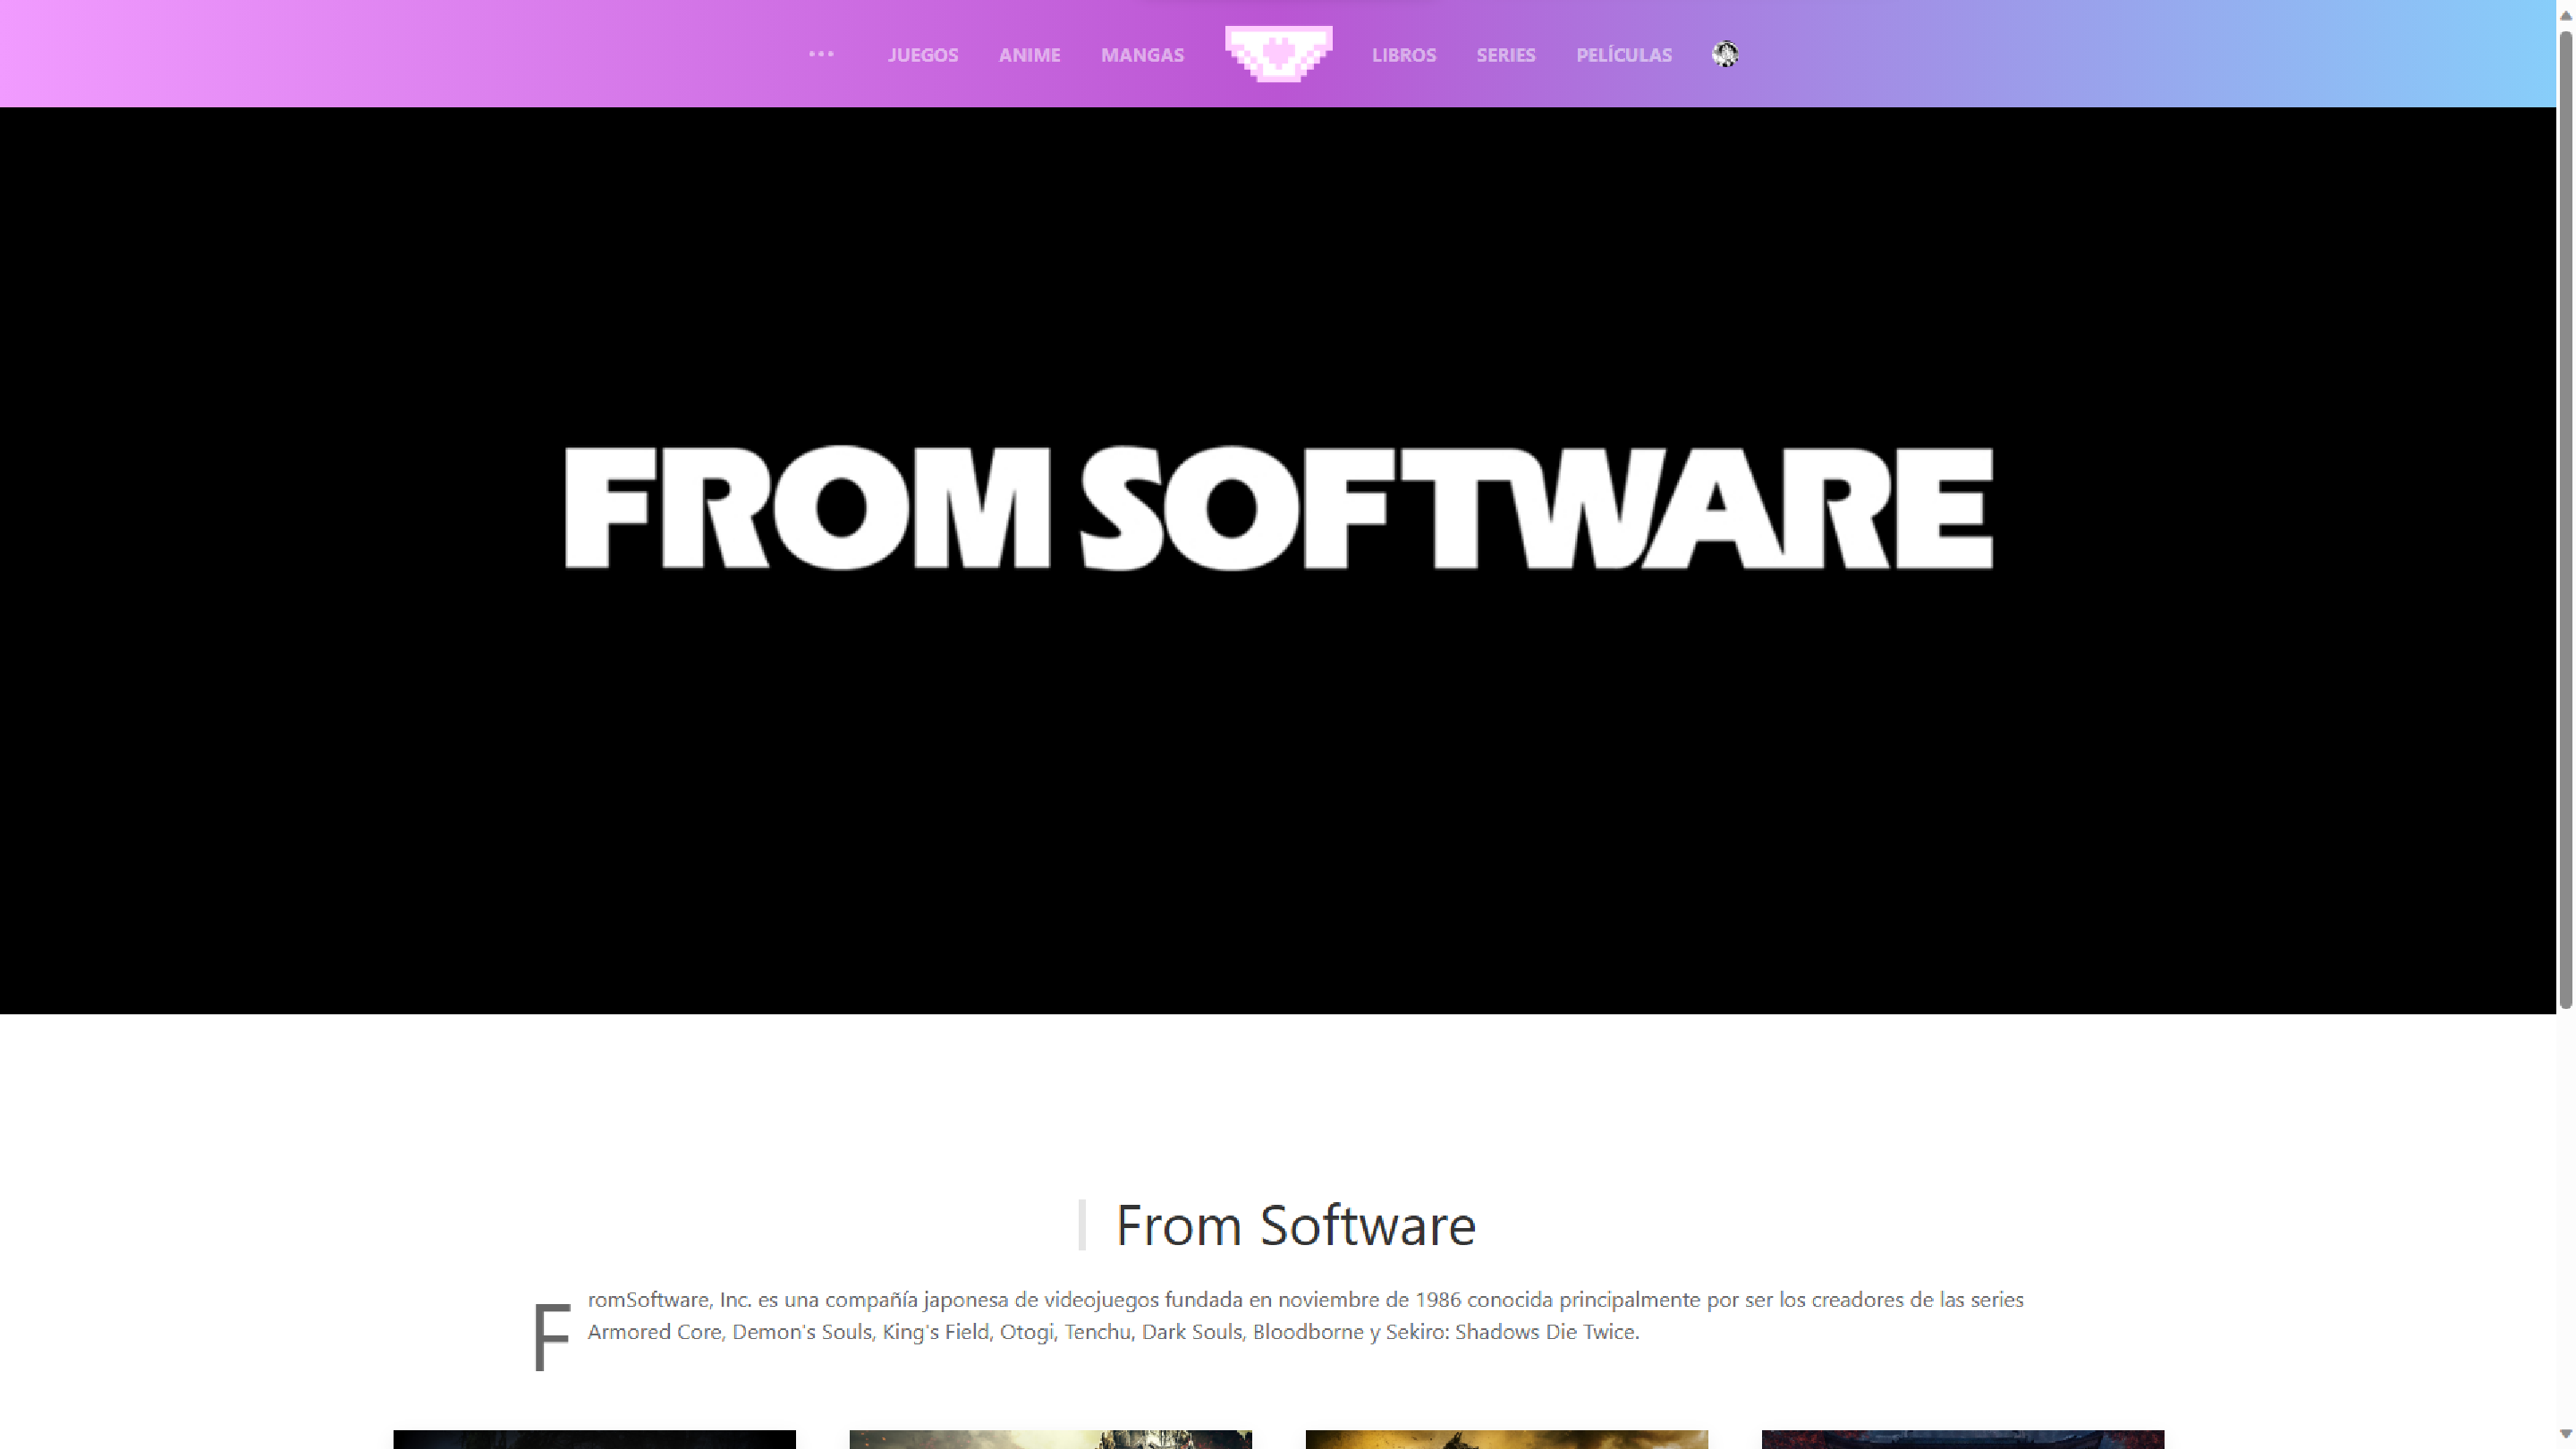 JUEGOS ANIME MANGAS LIBROS SERIES PELÍCULAS
FROM SOFTWARE
From Software
FromSoftware, Inc. es una compañía japonesa de videojuegos fundada en noviembre de 1986 conocida principalmente por ser los creadores de las series
Armored Core, Demon's Souls, King's Field, Otogi, Tenchu, Dark Souls, Bloodborne y Sekiro: Shadows Die Twice.